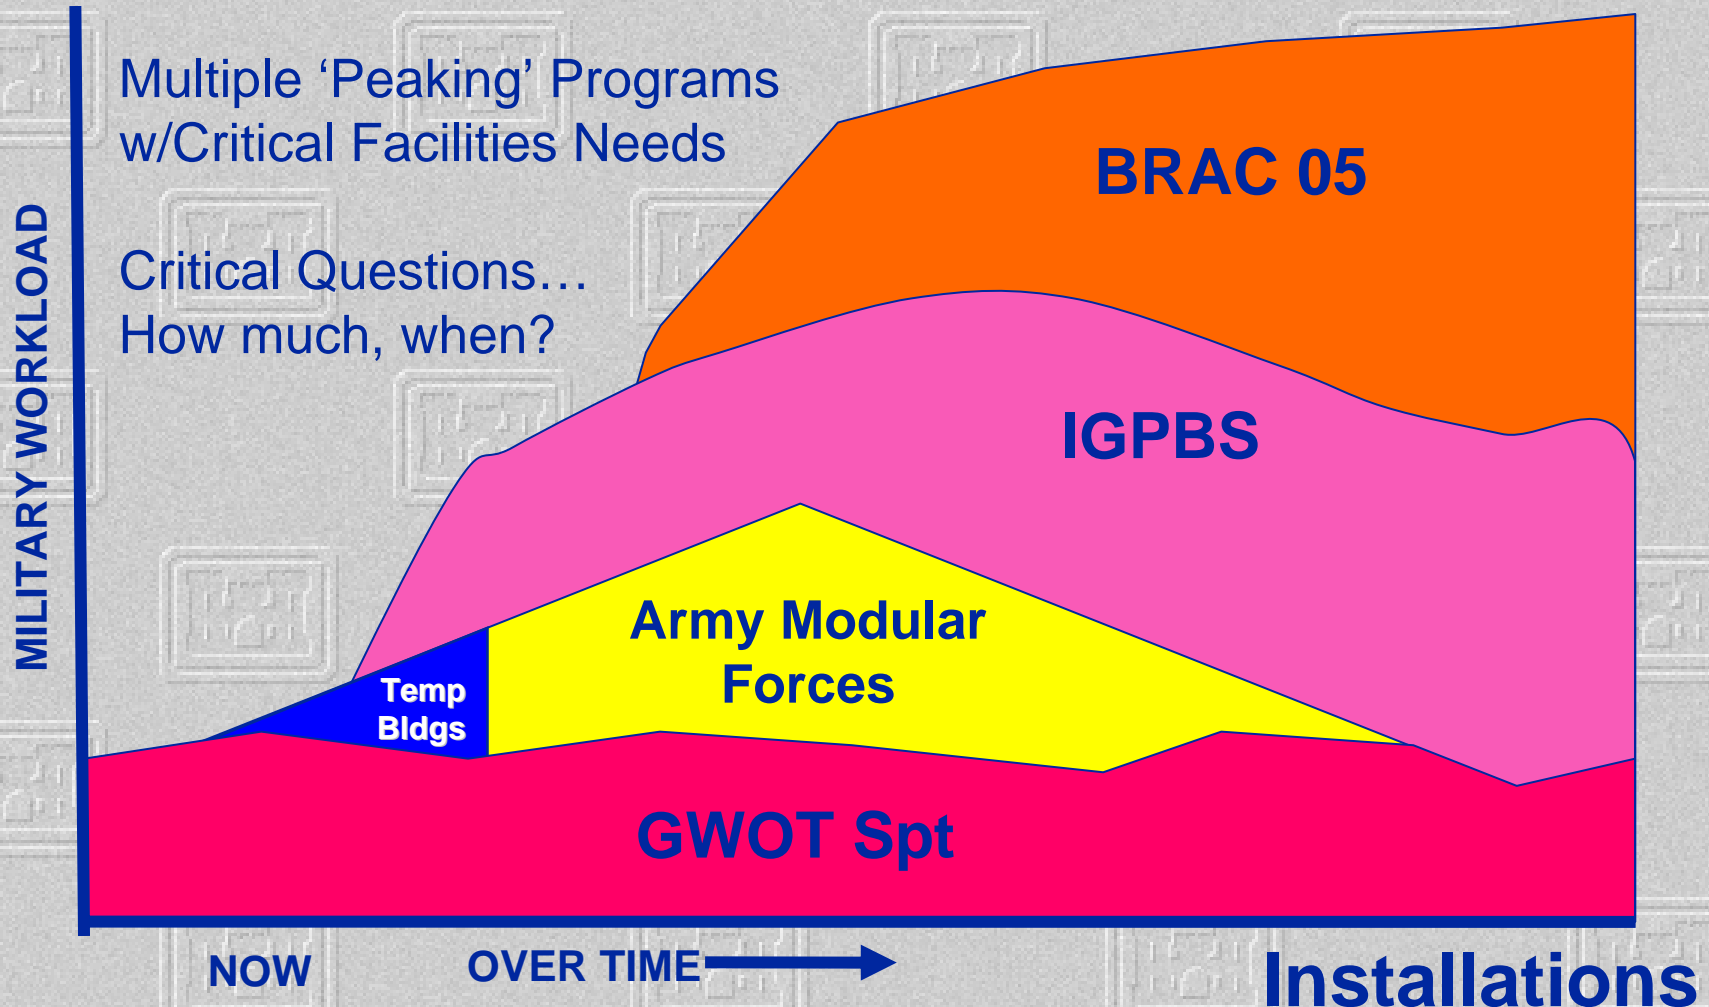 Multiple ‘Peaking’ Programs
w/Critical Facilities Needs
Critical Questions…
How much, when?
MILITARY WORKLOAD
BRAC 05
IGPBS
Army Modular
Forces
Temp
Bldgs
GWOT Spt
NOW
OVER TIME
Installations